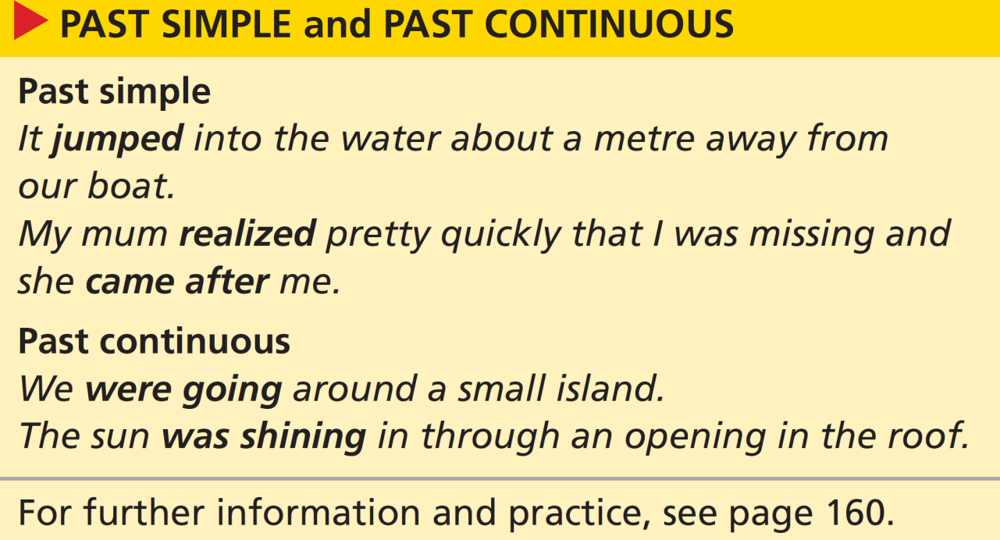 PAST SIMPLE and PAST CONTINUOUS
Past simple
It jumped into the water about a metre away from
our boat.
My mum realized pretty quickly that I was missing and
she came after me.
Past continuous
We were going around a small island.
The sun was shining in through an opening in the roof.
For further information and practice, see page 160.